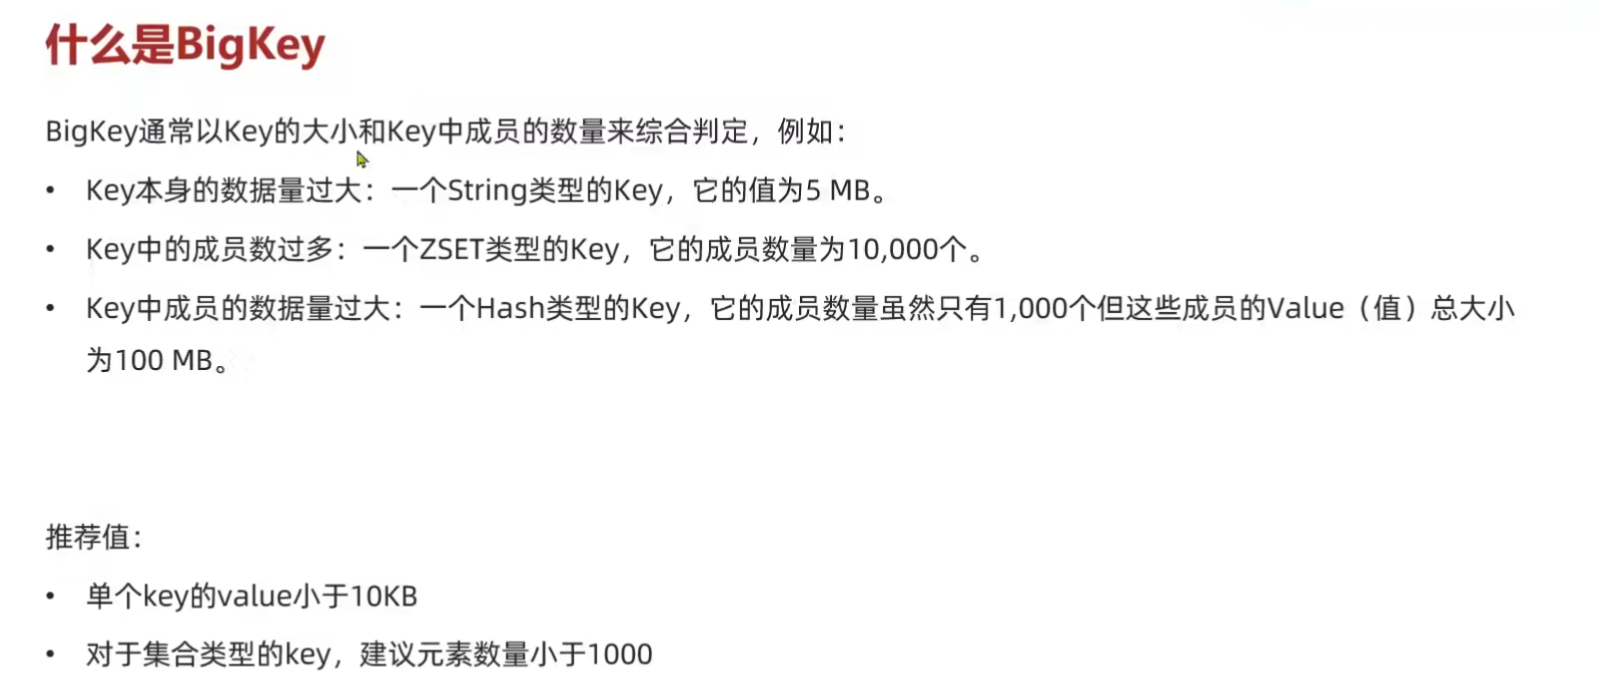 什么是BigKey
BigKey通常以Key的大小和Key中成员的数量来综合判定，例如：
• Key本身的数据量过大：一个String类型的Key，它的值为5 MB。
• Key中的成员数过多：一个ZSET类型的Key，它的成员数量为10,000个。
• Key中成员的数据量过大：一个Hash类型的Key，它的成员数量虽然只有1,000个但这些成员的Value（值）总大小
为100 MB。
推荐值：
• 单个key的value小于10KB
• 对于集合类型的key，建议元素数量小于1000